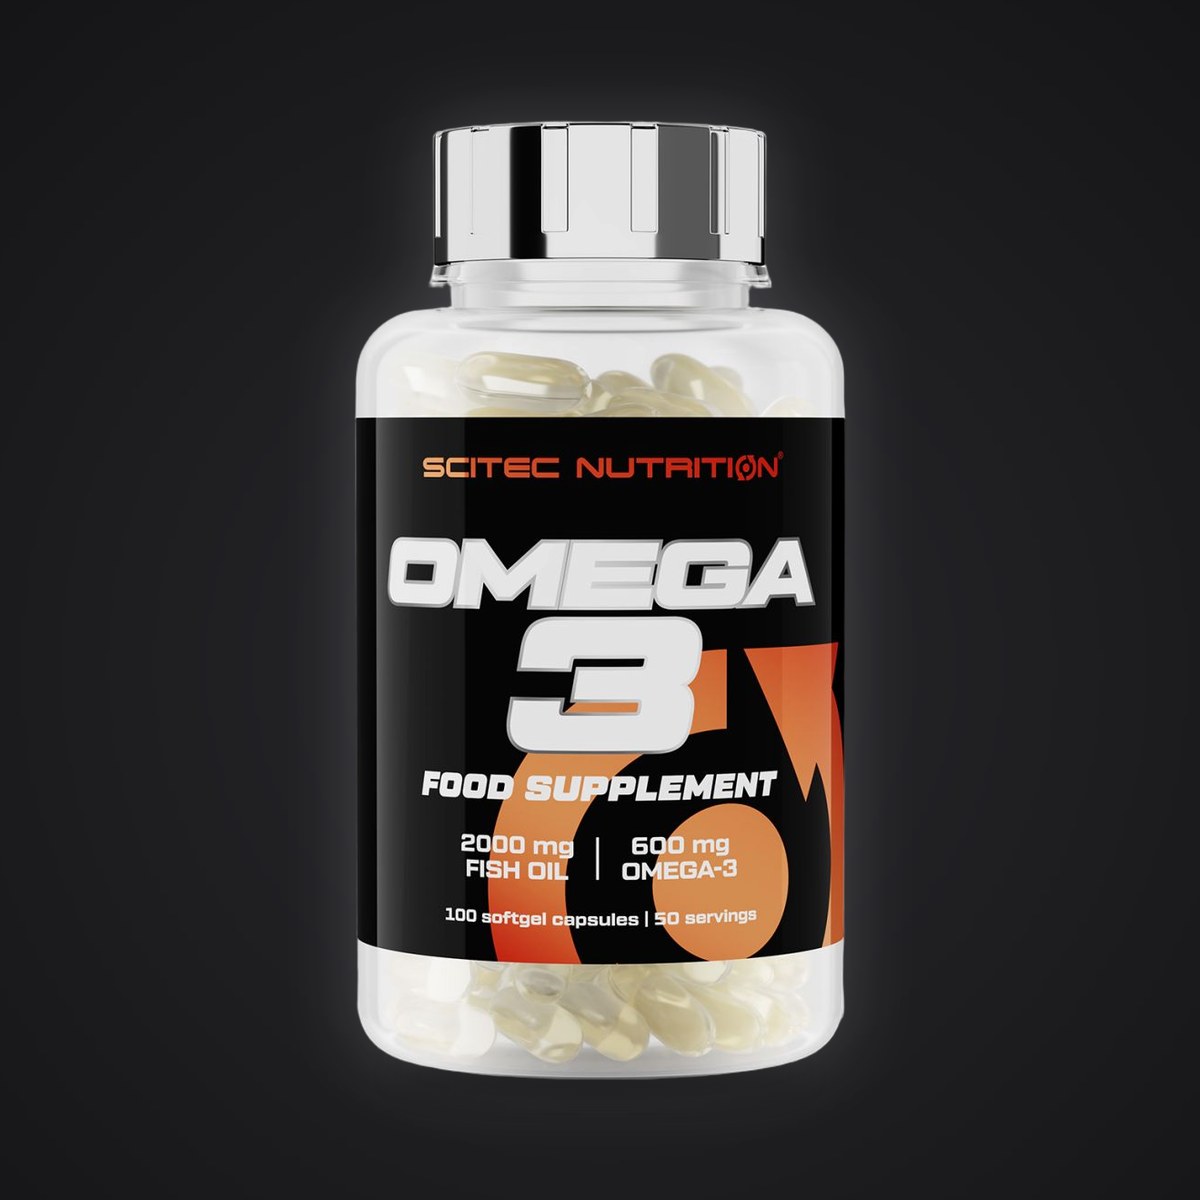 SCITEC NUTRITION®
OMEGA
3
FOOD SUPPLEMENT
2000 mg | 600 mg
FISH OIL | OMEGA-3
100 softgel capsules | 50 servings